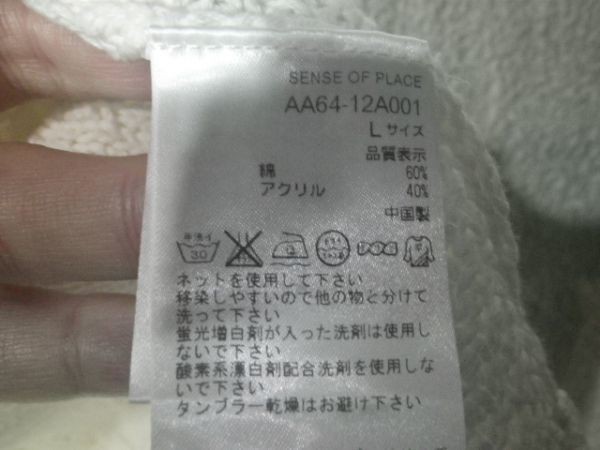 SENSE OF PLACE
AA64-12A001
Lサイズ
品質表示
綿 60%
アクリル 40%
中国製
手洗イ
30
ネットを使用して下さい
移染しやすいので他の物と分けて
洗って下さい
蛍光増白剤が入った洗剤は使用し
ないで下さい
酸素系漂白剤配合洗剤を使用しな
いで下さい
タンブラー乾燥はお避け下さい